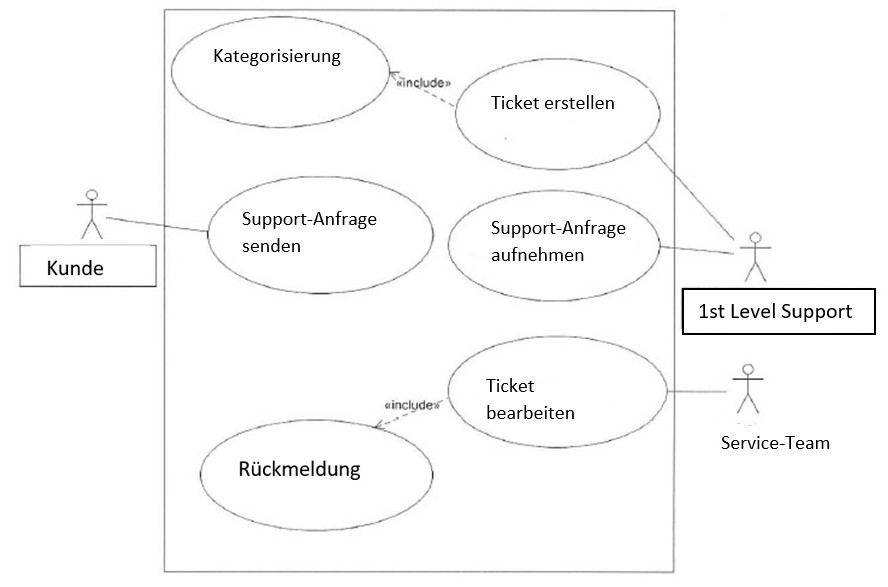 Kategorisierung
«include»
Ticket erstellen
Support-Anfrage
senden
Support-Anfrage
aufnehmen
Kunde
1st Level Support
Ticket
bearbeiten
«include»
Service-Team
Rückmeldung